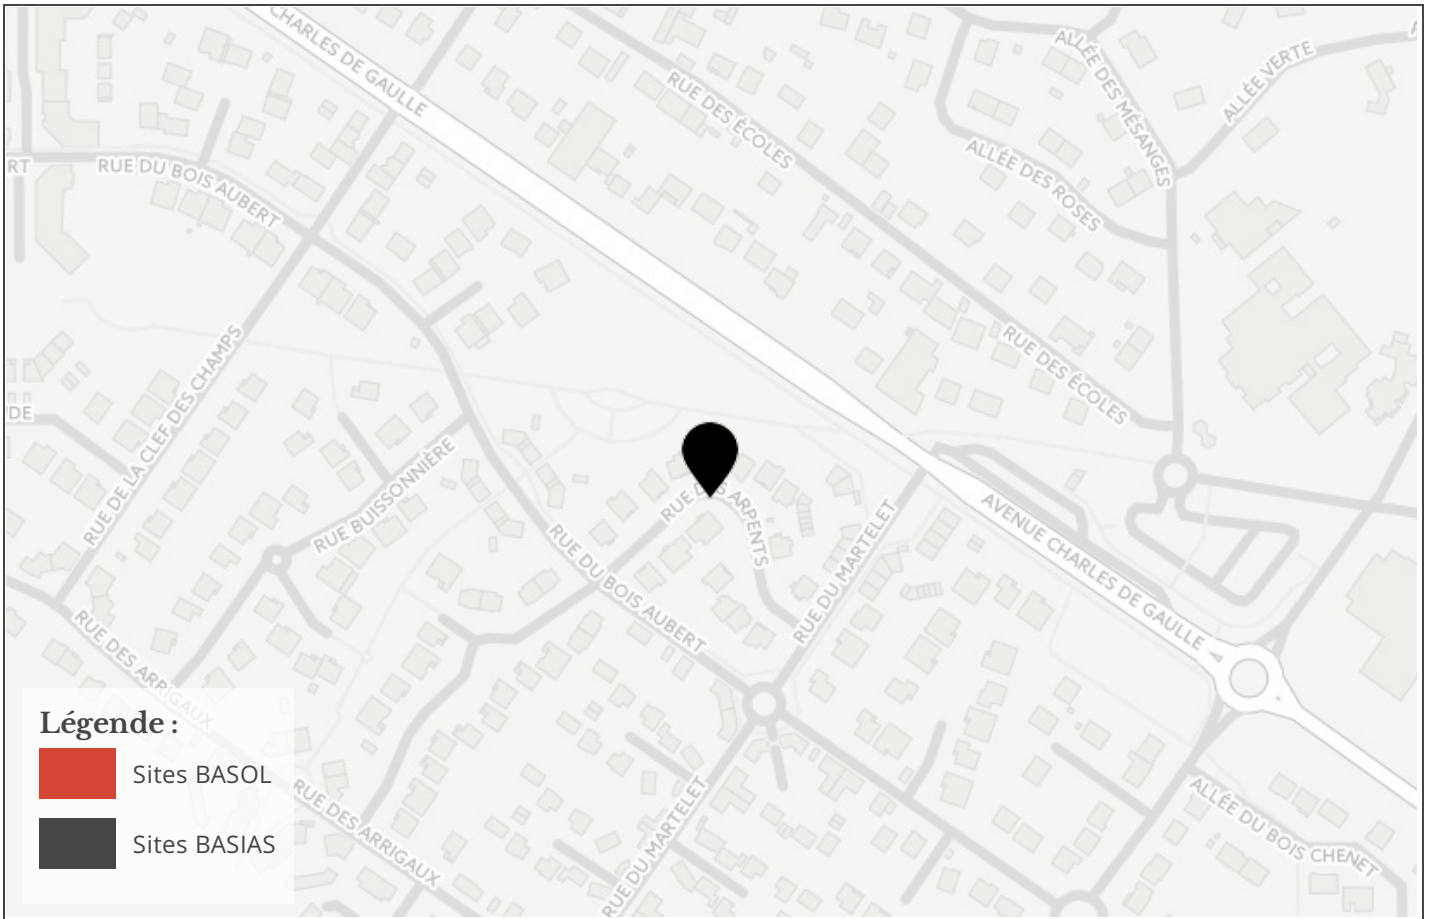 CHARLES DE GAULLE
ALLÉE DES MÉSANGES
ALLÉE VERTE
RUE DES ÉCOLES
ALLÉE DES ROSES
RT
RUE DU BOIS AUBERT
RUE DES ÉCOLES
RUE DE LA CLEF DES CHAMPS
DE
RUE BUISSONNIÈRE
RUE DES ARPENTS
RUE DU MARTELET
AVENUE CHARLES DE GAULLE
RUE DU BOIS AUBERT
RUE DES ARRIGAUX
Légende :
Sites BASOL
Sites BASIAS
RUE DES ARRIGAUX
RUE DU MARTELET
ALLÉE DU BOIS CHENET